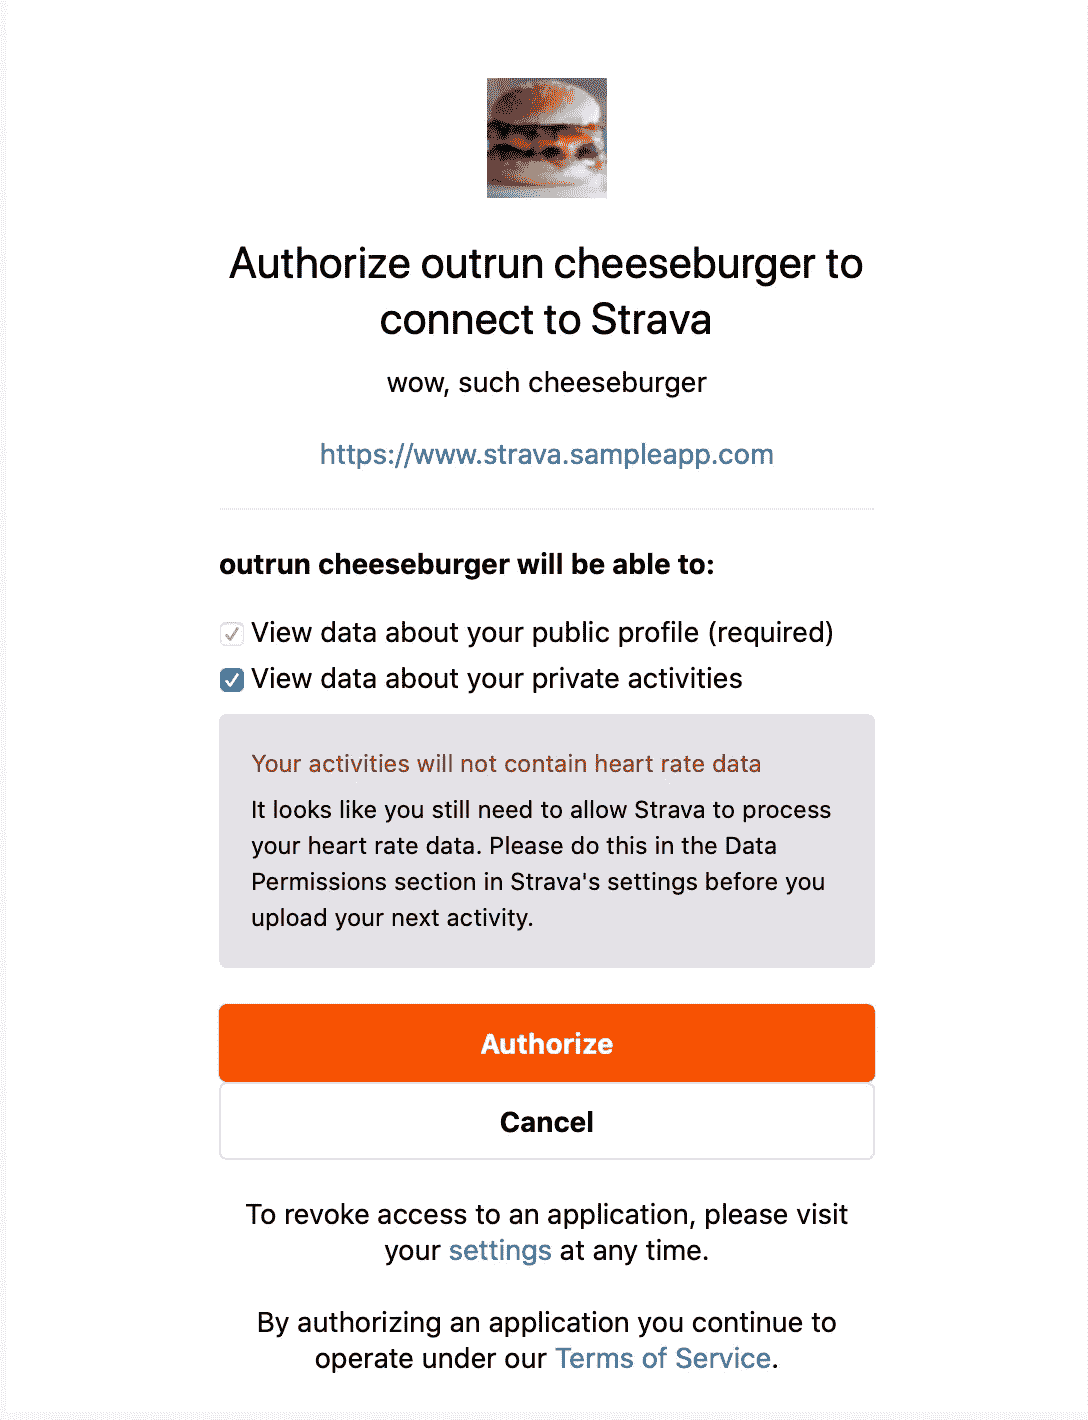 Authorize outrun cheeseburger to
connect to Strava
wow, such cheeseburger
https://www.strava.sampleapp.com
outrun cheeseburger will be able to:
View data about your public profile (required)
View data about your private activities
Your activities will not contain heart rate data
It looks like you still need to allow Strava to process
your heart rate data. Please do this in the Data
Permissions section in Strava's settings before you
upload your next activity.
Authorize
Cancel
To revoke access to an application, please visit
your settings at any time.
By authorizing an application you continue to
operate under our Terms of Service.